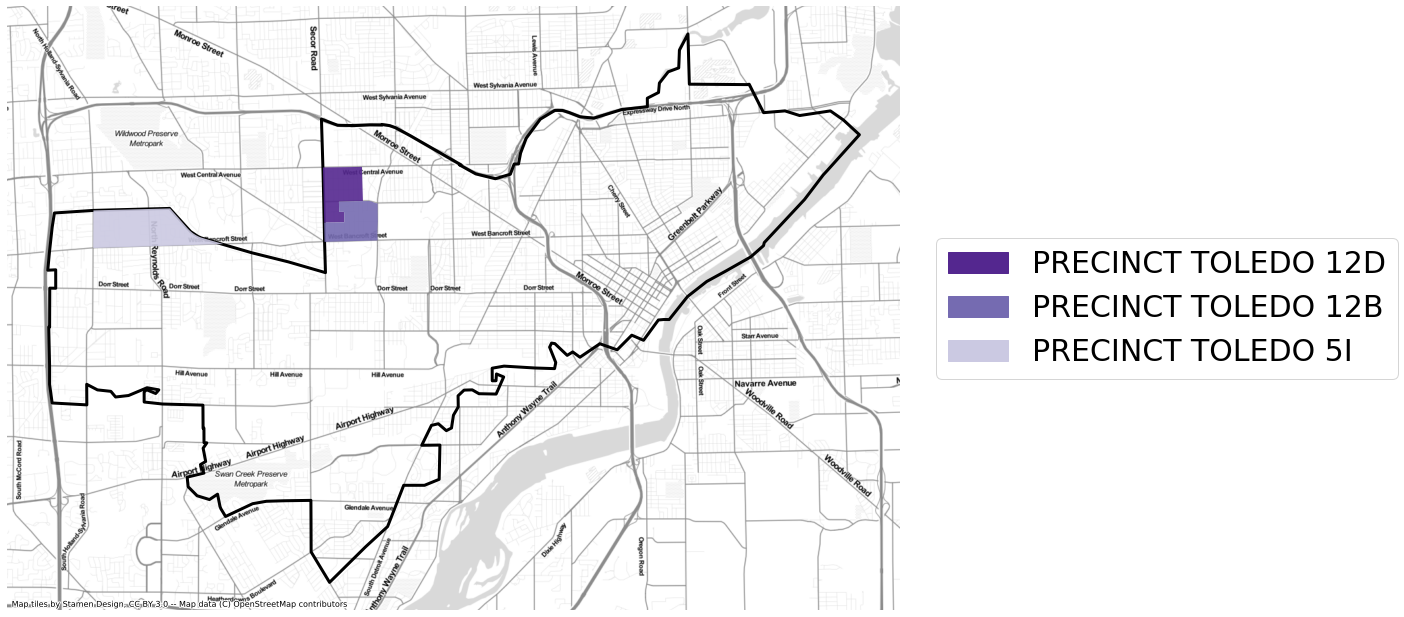 Street
North Holland-Sylvania Road
Monroe Street
Secor Road
Lewis Avenue
West Sylvania Avenue
West Sylvania Avenue
Expressway Drive North
Wildwood Preserve
Metropark
Monroe Street
West Central Avenue
Central Avenue
Cherry Street
Greenbelt Parkway
North Reynolds Road
Bancroft Street
West Bancroft Street
West Bancroft Street
Dorr Street
Dorr Street
Dorr Street
Dorr Street
Dorr Street
Dorr Street
Monroe Street
Front Street
Oak Street
Starr Avenue
Hill Avenue
Hill Avenue
Hill Avenue
Oak Street
Navarre Avenue
N
Woodville Road
Anthony Wayne Trail
Airport Highway
Airport Highway
Airport Highway
Swan Creek Preserve
Metropark
South McCord Road
Woodville Road
Glendale Avenue
Glendale Avenue
South Holland-Sylvania Road
South Detroit Avenue
Anthony Wayne Trail
Dixie Highway
Oregon Road
Heatherdowns Boulevard
Map tiles by Stamen Design, CC BY 3.0 -- Map data (C) OpenStreetMap contributors
PRECINCT TOLEDO 12D
PRECINCT TOLEDO 12B
PRECINCT TOLEDO 5I